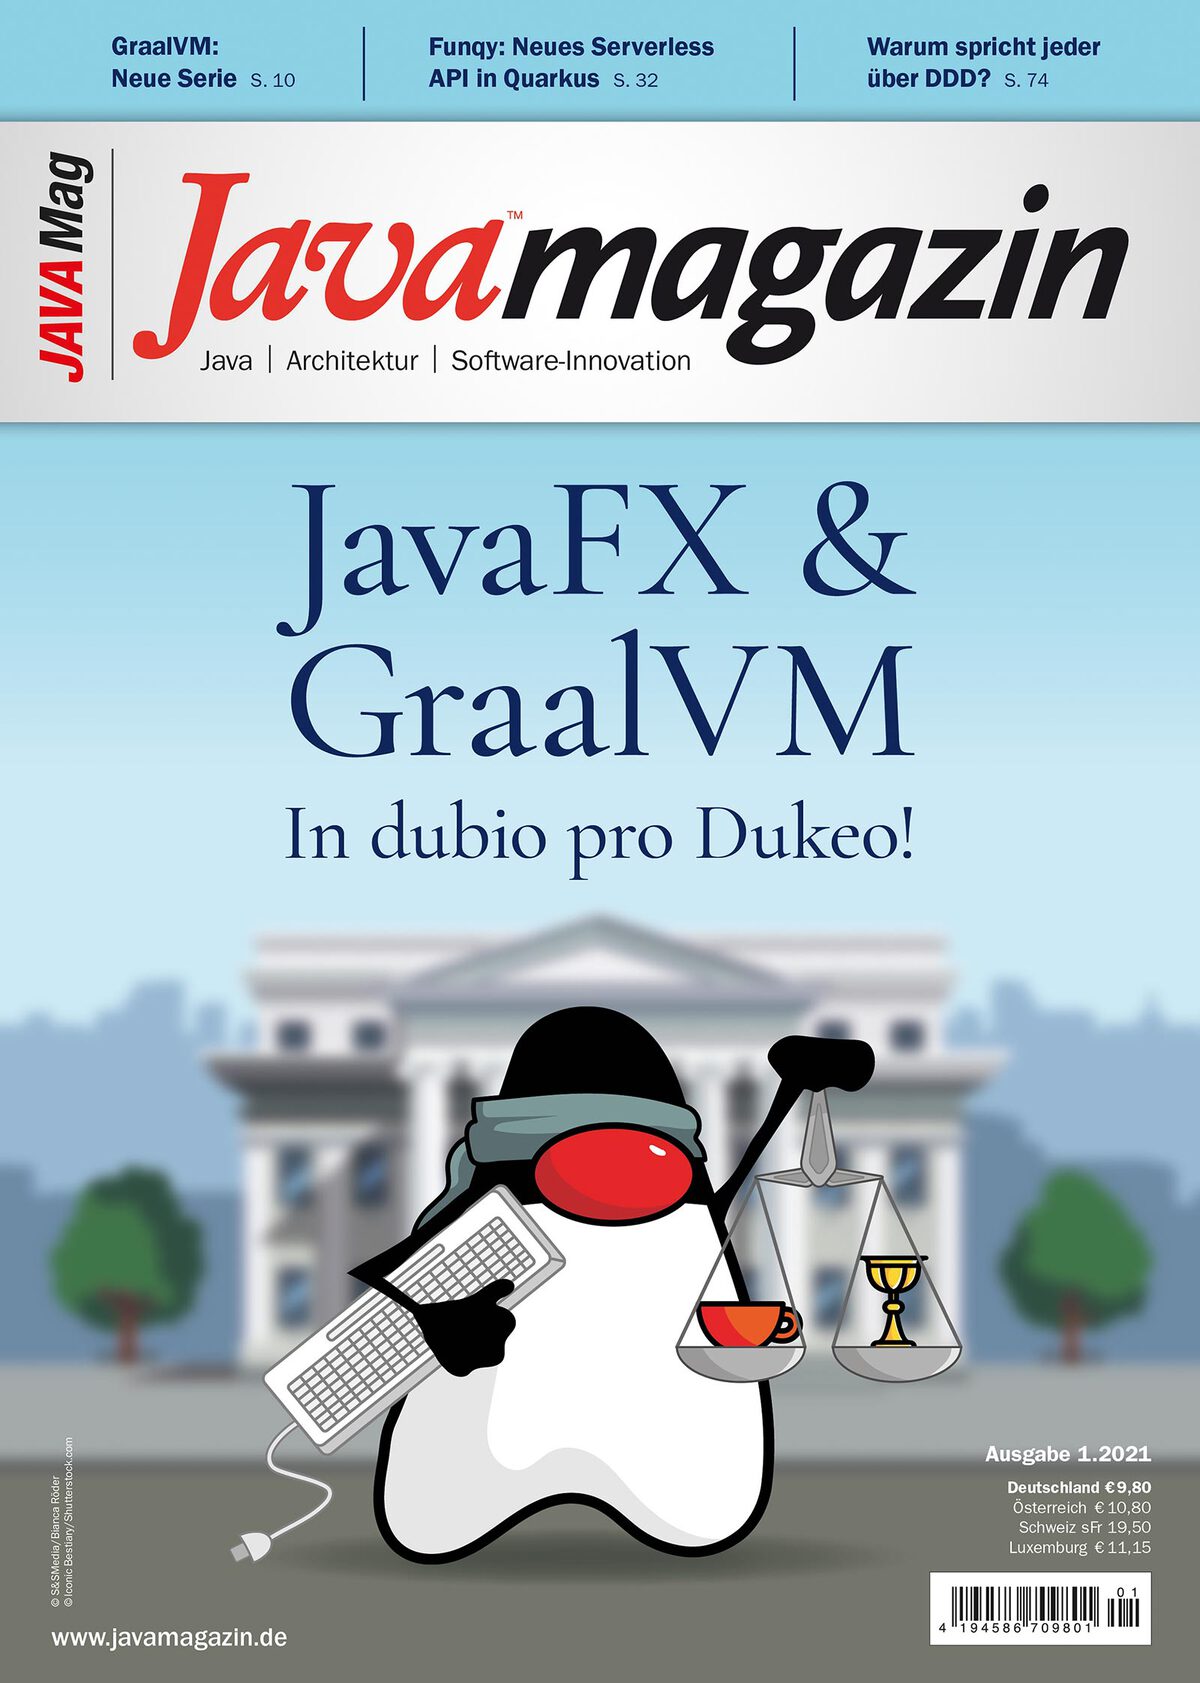 GraalVM:
Neue Serie S. 10
Funqy: Neues Serverless
API in Quarkus S. 32
Warum spricht jeder
über DDD? S. 74
JAVA Mag
Javamagazin
™
Java | Architektur | Software-Innovation
JavaFX &
GraalVM
In dubio pro Dukeo!
Ausgabe 1.2021
Deutschland € 9,80
Österreich € 10,80
Schweiz sFr 19,50
Luxemburg € 11,15
© S&SMedia/Bianca Röder
© Iconic Bestiary/Shutterstock.com
www.javamagazin.de
01
4 194586 709801